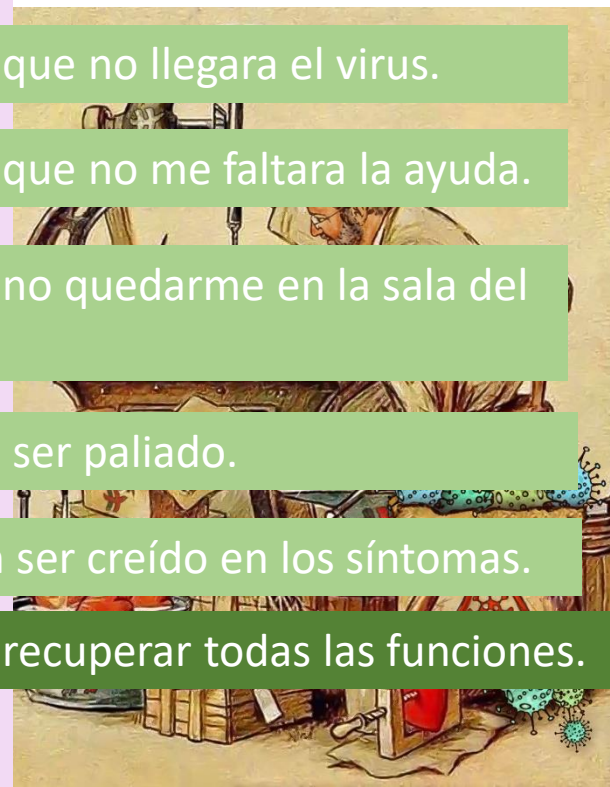 que no llegara el virus.
que no me faltara la ayuda.
no quedarme en la sala del
ser paliado.
ser creído en los síntomas.
recuperar todas las funciones.